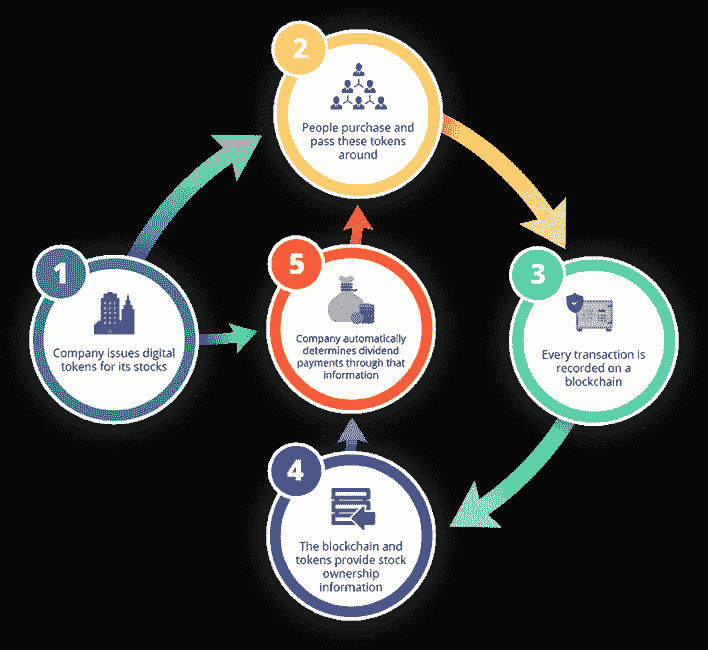 1
Company issues digital
tokens for its stocks
2
People purchase and
pass these tokens
around
3
Every transaction is
recorded on a
blockchain
4
The blockchain and
tokens provide stock
ownership
information
5
Company automatically
determines dividend
payments through that
information